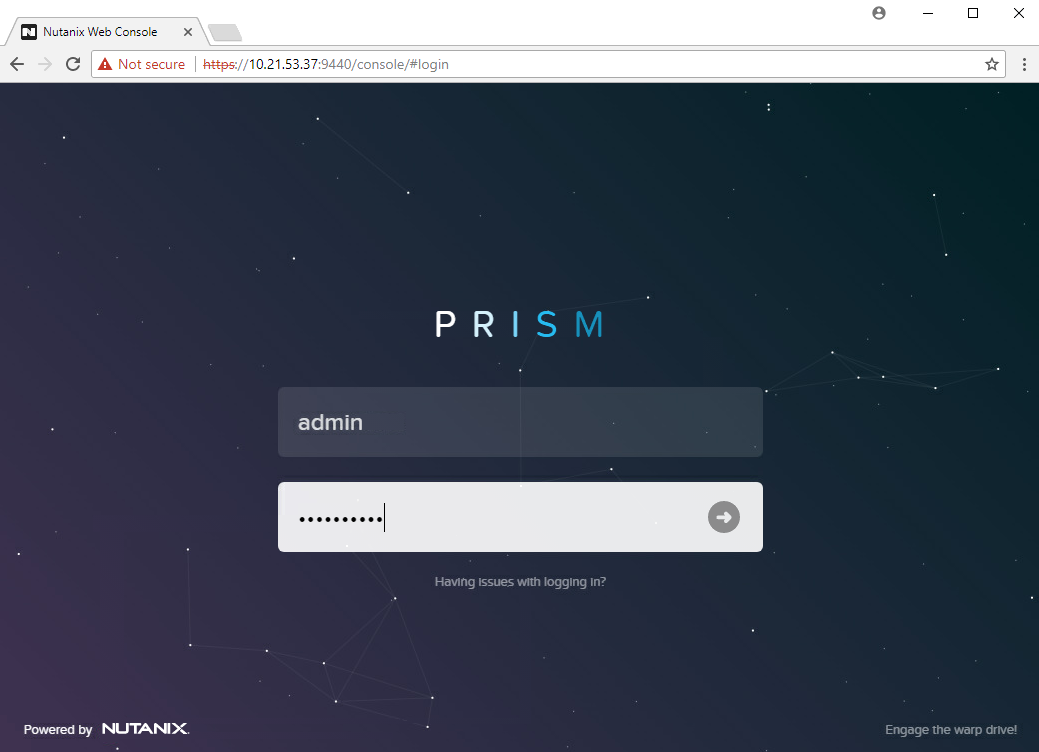 Nutanix Web Console
Not secure
https://10.21.53.37:9440/console/#login
PRISM
admin
••••••••••
Having issues with logging in?
Powered by NUTANIX.
Engage the warp drive!